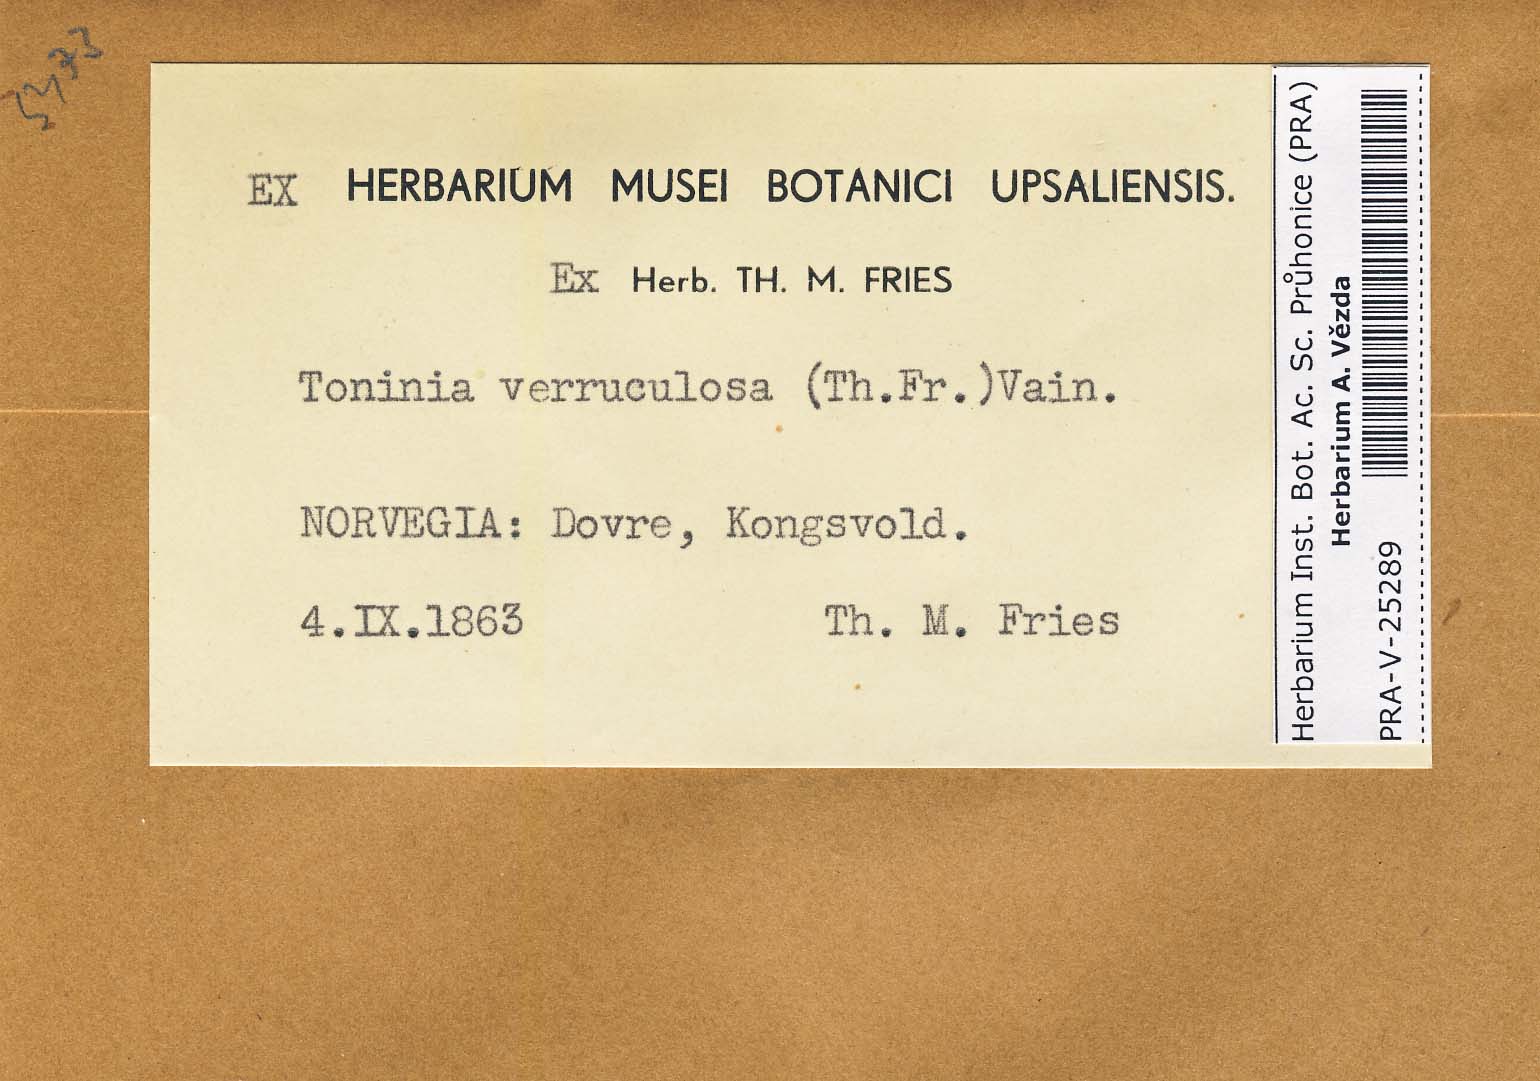 EX HERBARIUM MUSEI BOTANICI UPSALIENSIS.
Ex Herb. TH. M. FRIES
Toninia verruculosa (Th.Fr.)Vain.
NORVEGIA: Dovre, Kongsvold.
4.IX.1863 Th. M. Fries
Herbarium Inst. Bot. Ac. Sc. Průhonice (PRA)
Herbarium A. Vězda
PRA-V-25289